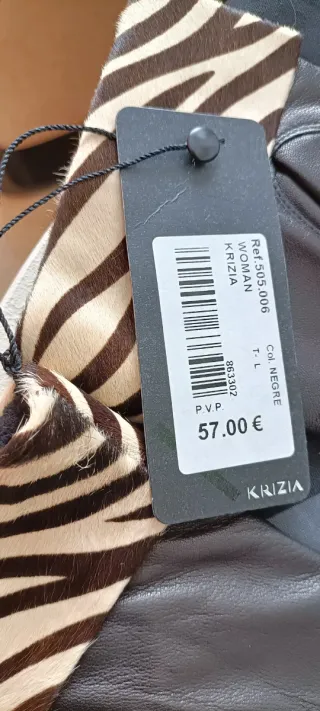 Ref.505.006
WOMAN
KRIZIA
Col. NEGRE
T.- L
863302
P.V.P.
57.00 €
KRIZIA